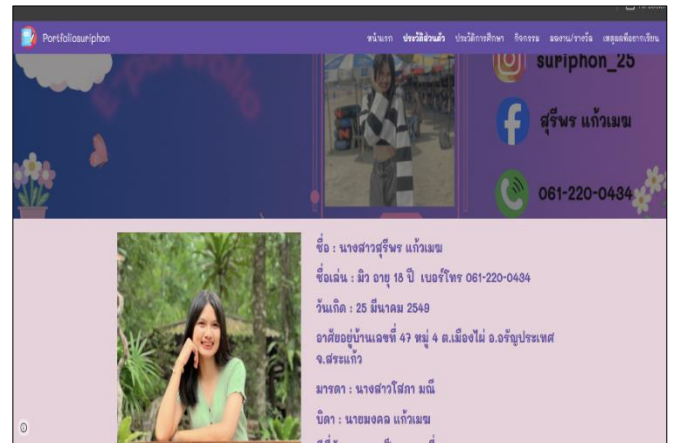 Portfoliosuriphon
หน้าแรก ประวัติส่วนตัว ประวัติการศึกษา กิจกรรม ผลงาน/รางวัล เหตุผลที่อยากเรียน
E-portfolio
suriphon_25
สุรีพร แก้วเมฆ
061-220-0434
ชื่อ : นางสาวสุรีพร แก้วเมฆ
ชื่อเล่น : มิว อายุ 18 ปี เบอร์โทร 061-220-0434
วันเกิด : 25 มีนาคม 2549
อาศัยอยู่บ้านเลขที่ 47 หมู่ 4 ต.เมืองไผ่ อ.อรัญประเทศ
จ.สระแก้ว
มารดา : นางสาวโสภา มณี
บิดา : นายมงคล แก้วเมฆ